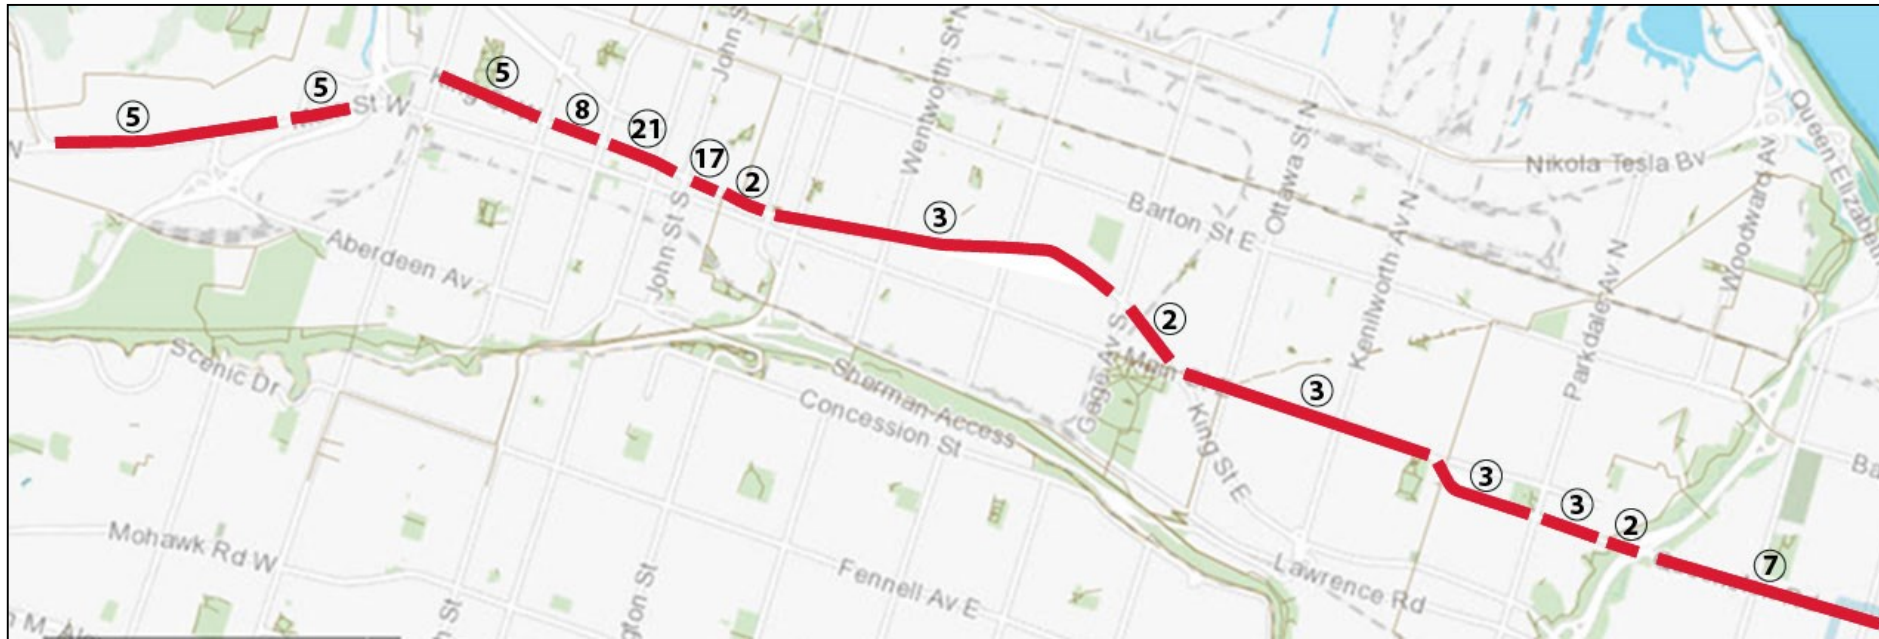 5
5
5
8
21
17
2
3
2
3
3
3
2
7
John S
Wentworth St N
Ottawa St N
Kenilworth Av N
Parkdale Av N
Woodward Av
Queen Elizabeth
Nikola Tesla Bv
Barton St E
St W
N
John St S
Aberdeen Av
Scenic Dr
Sherman Access
Concession St
Gage Av S
Main
King St E
Lawrence Rd
Fennell Av E
Mohawk Rd W
gton St
n St
Ba